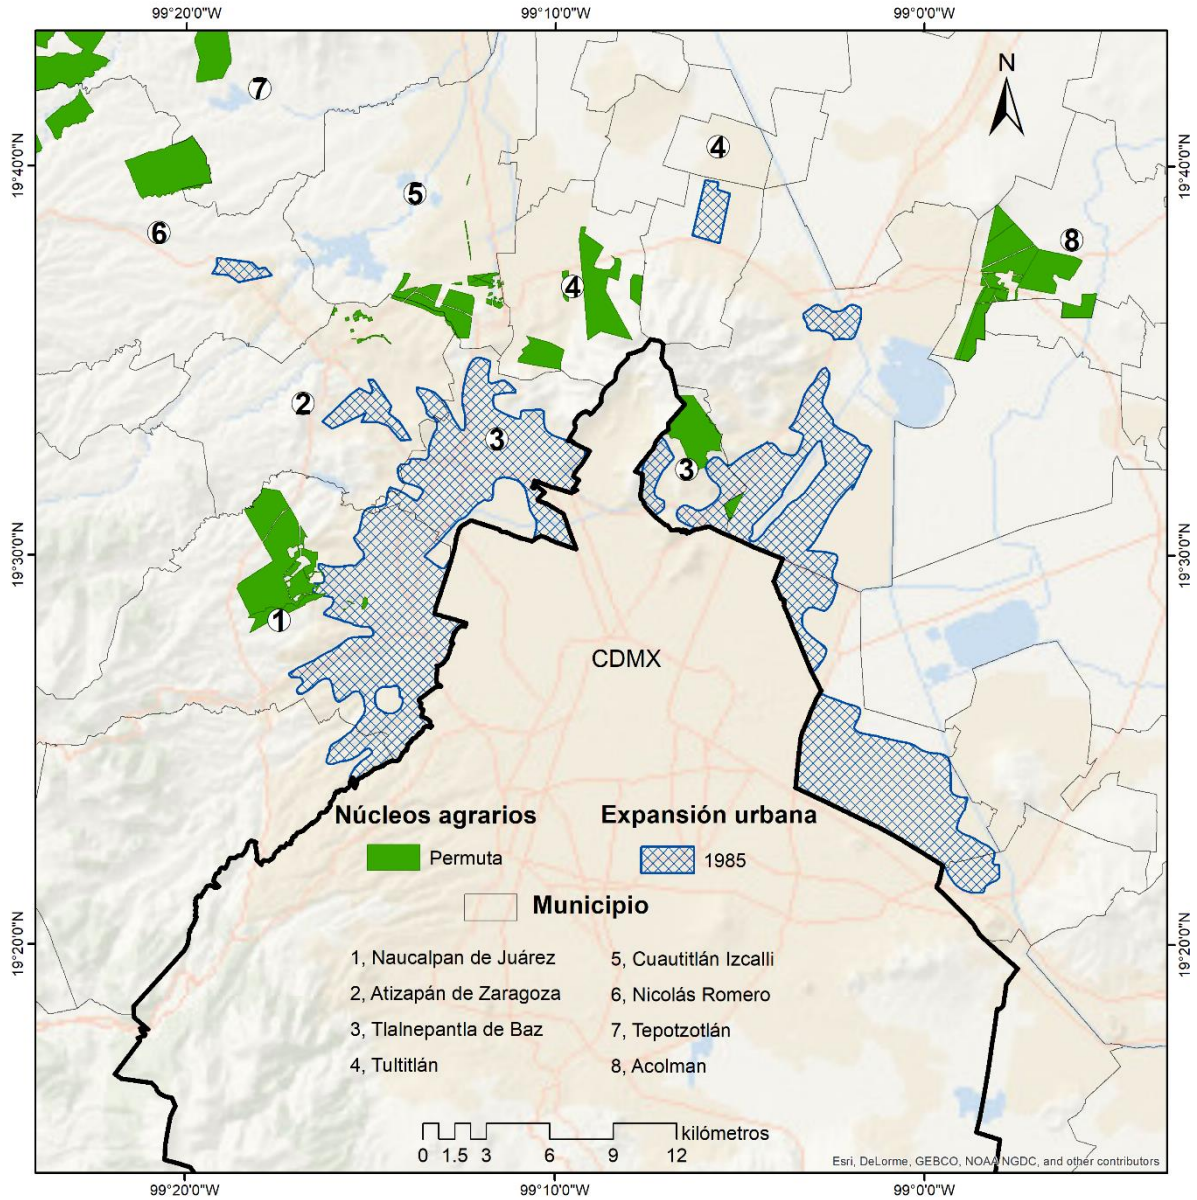 99°20'0"W 99°10'0"W 99°0'0"W
N
7
4
19°40'0"N 19°40'0"N
5
6 8
4
2
3
3
19°30'0"N 19°30'0"N
1
CDMX
Núcleos agrarios Expansión urbana
Permuta 1985
Municipio
19°20'0"N 19°20'0"N
1, Naucalpan de Juárez 5, Cuautitlán Izcalli
2, Atizapán de Zaragoza 6, Nicolás Romero
3, Tlalnepantla de Baz 7, Tepotzotlán
4, Tultitlán 8, Acolman
kilómetros
0 1.5 3 6 9 12
Esri, DeLorme, GEBCO, NOAA NGDC, and other contributors
99°20'0"W 99°10'0"W 99°0'0"W